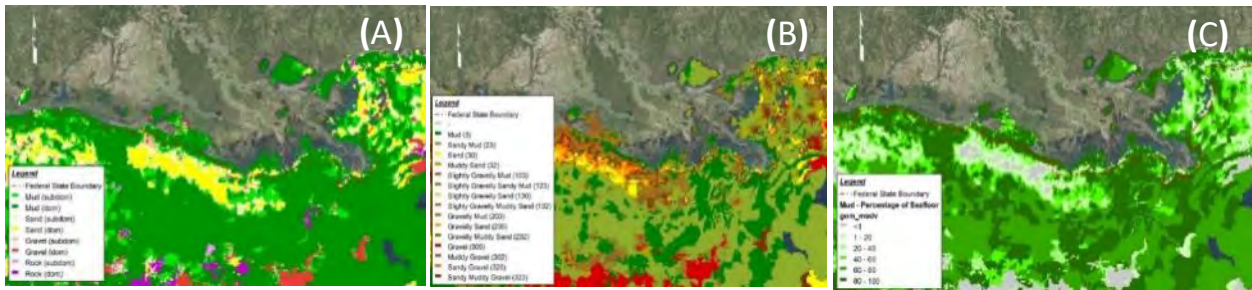 (A)
Legend
Federal State Boundary
Mud (subdom)
Mud (dom)
Sand (subdom)
Sand (dom)
Gravel (subdom)
Gravel (dom)
Rock (subdom)
Rock (dom)
(B)
Legend
Federal State Boundary
Mud (3)
Sandy Mud (23)
Sand (30)
Muddy Sand (32)
Slightly Gravelly Mud (103)
Slightly Gravelly Sandy Mud (123)
Slightly Gravelly Sand (130)
Slightly Gravelly Muddy Sand (132)
Gravelly Mud (203)
Gravelly Sand (230)
Gravelly Muddy Sand (232)
Gravel (300)
Muddy Gravel (302)
Sandy Gravel (320)
Sandy Muddy Gravel (323)
(C)
Legend
Federal State Boundary
Mud - Percentage of Seafloor
<1
1 - 20
20 - 40
40 - 60
60 - 80
80 - 100